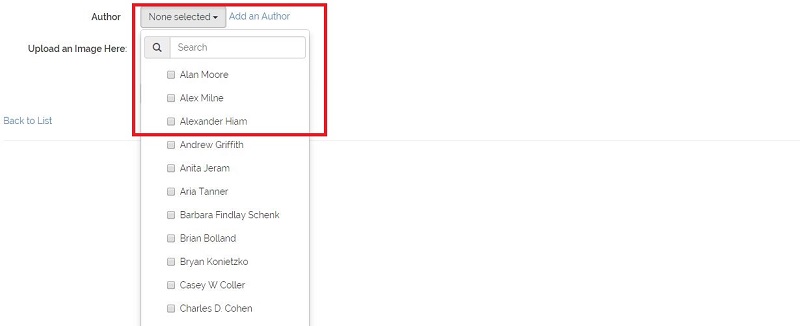 Author None selected Add an Author
Upload an Image Here:
Search
Alan Moore
Alex Milne
Alexander Hiam
Back to List
Andrew Griffith
Anita Jeram
Aria Tanner
Barbara Findlay Schenk
Brian Bolland
Bryan Konietzko
Casey W Coller
Charles D. Cohen